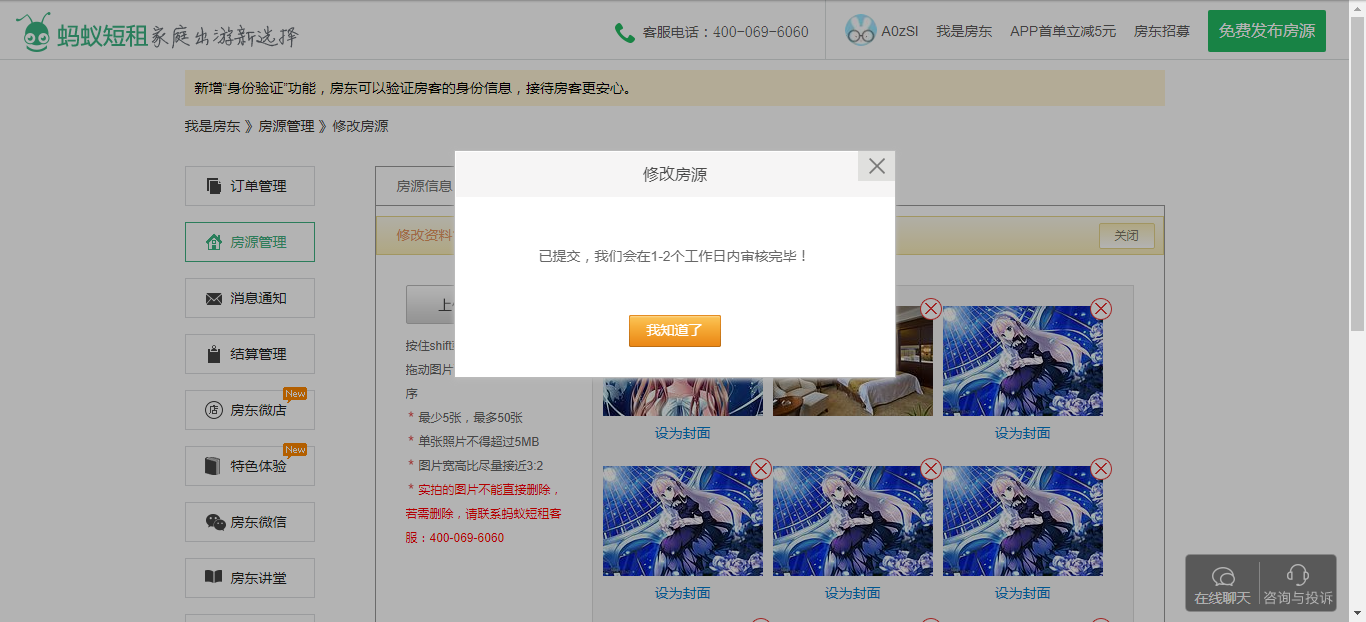 蚂蚁短租 家庭出游新选择
客服电话：400-069-6060
A0zSI 我是房东 APP首单立减5元 房东招募 免费发布房源
新增“身份验证”功能，房东可以验证房客的身份信息，接待房客更安心。
我是房东 》 房源管理 》 修改房源
订单管理
房源管理
消息通知
结算管理
房东微店 New
特色体验 New
房东微信
房东讲堂
房源信息
修改资料
关闭
修改房源
已提交，我们会在1-2个工作日内审核完毕！
我知道了
按住shift
拖动图片
序
* 最少5张，最多50张
* 单张照片不得超过5MB
* 图片宽高比尽量接近3:2
* 实拍的图片不能直接删除，
若需删除，请联系蚂蚁短租客
服：400-069-6060
设为封面 设为封面
设为封面 设为封面 设为封面
在线聊天 咨询与投诉